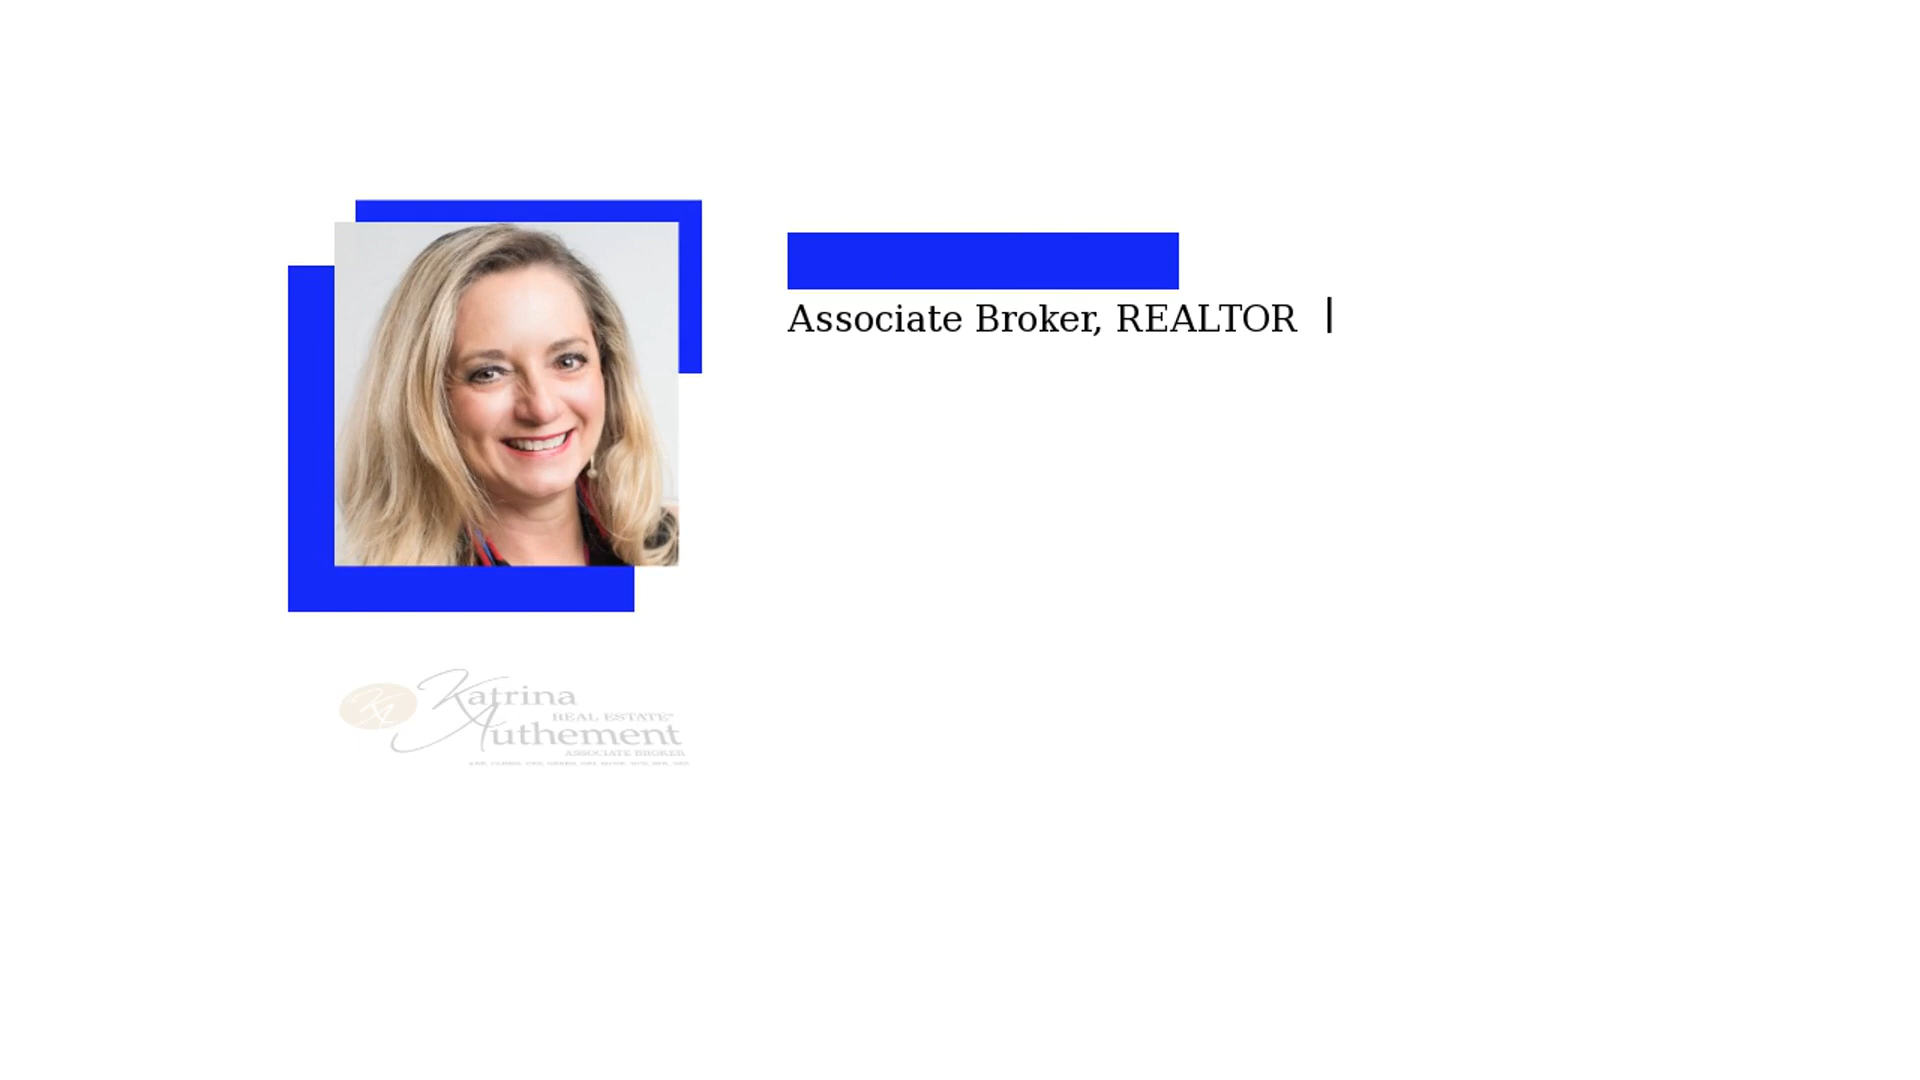 Associate Broker, REALTOR |
Katrina
REAL ESTATE
Authement
ASSOCIATE BROKER